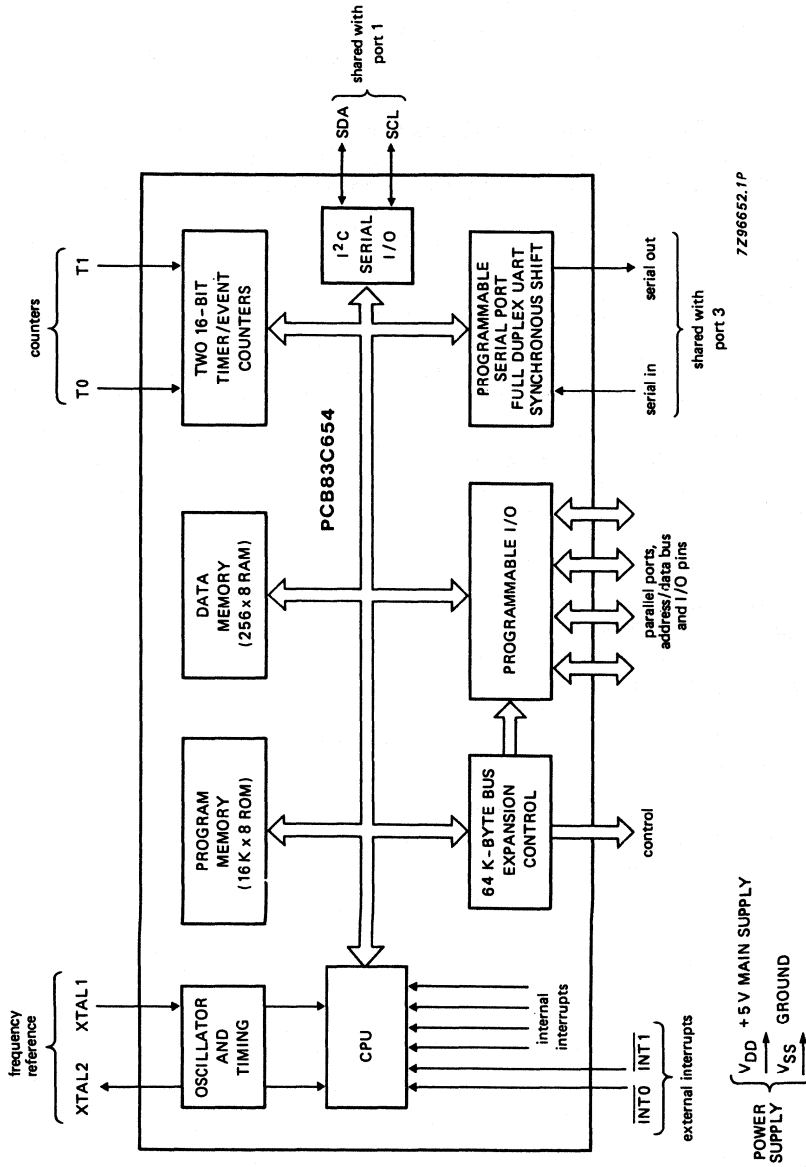 frequency
reference
XTAL2
XTAL1
counters
T0
T1
OSCILLATOR
AND
TIMING
PROGRAM
MEMORY
(16K x 8 ROM)
DATA
MEMORY
(256 x 8 RAM)
TWO 16-BIT
TIMER/EVENT
COUNTERS
PCB83C654
CPU
I²C
SERIAL
I/O
SDA
SCL
shared with
port 1
internal
interrupts
64 K-BYTE BUS
EXPANSION
CONTROL
PROGRAMMABLE I/O
PROGRAMMABLE
SERIAL PORT
FULL DUPLEX UART
SYNCHRONOUS SHIFT
INT0
INT1
external interrupts
control
parallel ports,
address/data bus
and I/O pins
serial in
serial out
shared with
port 3
7Z96652.1P
POWER
SUPPLY
VDD +5 V MAIN SUPPLY
VSS GROUND